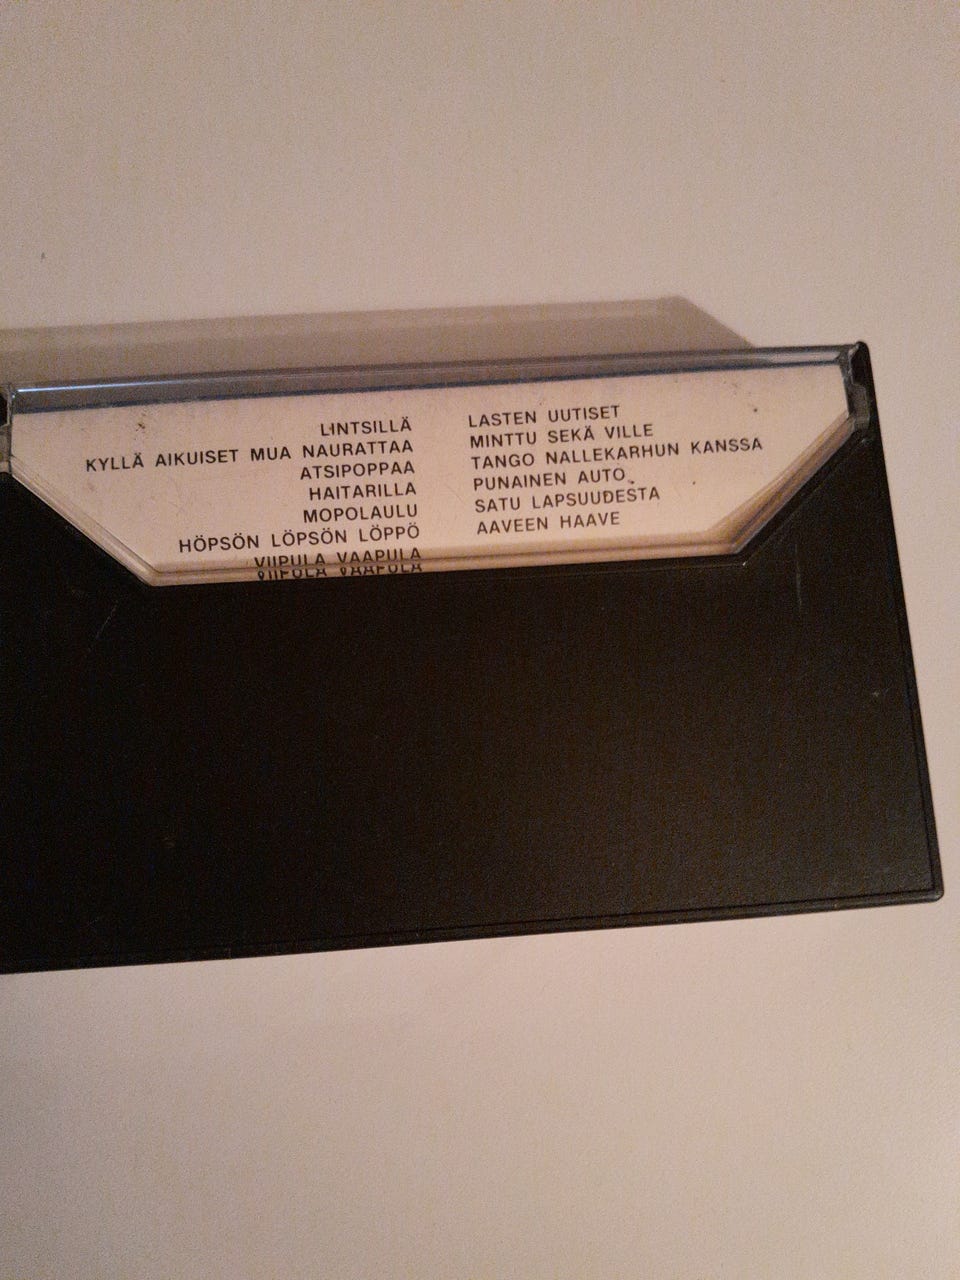 LINTSILLÄ
KYLLÄ AIKUISET MUA NAURATTAA
ATSIPOPPAA
HAITARILLA
MOPOLAULU
HÖPSÖN LÖPSÖN LÖPPÖ
VIIPULA VAAPULA
LASTEN UUTISET
MINTTU SEKÄ VILLE
TANGO NALLEKARHUN KANSSA
PUNAINEN AUTO
SATU LAPSUUDESTA
AAVEEN HAAVE